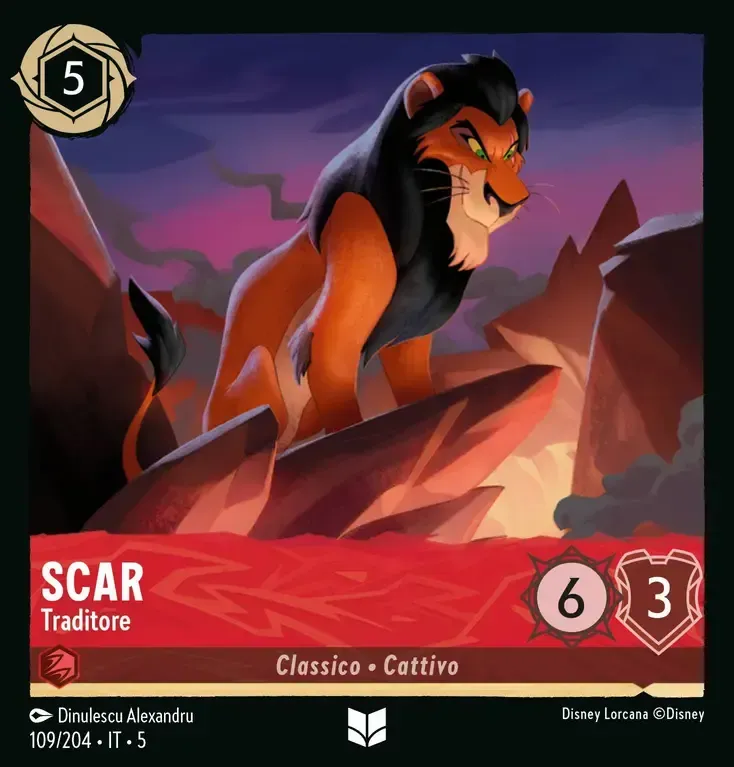 5
SCAR
Traditore
6
3
Classico • Cattivo
Dinulescu Alexandru
Disney Lorcana ©Disney
109/204 • IT • 5